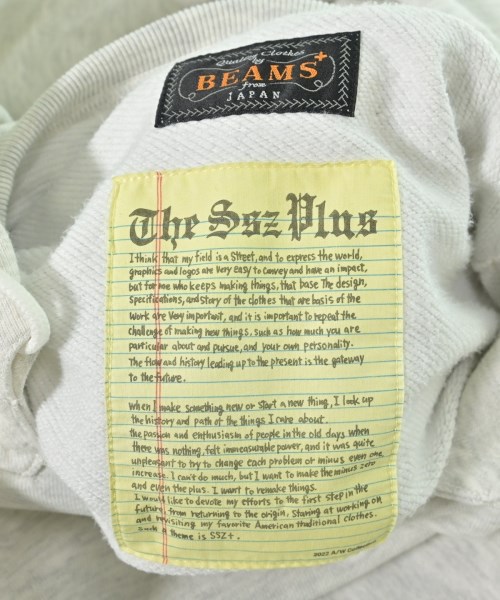 Quality Clothes
by
BEAMS+
from
JAPAN
The Ssz Plus
I think that my field is a Street, and to express the world,
graphics and logos are very easy to convey and have an impact,
but for me who keeps making things, that base The design,
specifications, and story of the clothes that are basis of the
work are very important, and it is important to repeat the
challenge of making new things, such as how much you are
particular about and pursue, and your own personality.
The flow and history leading up to the present is the gateway
to the future.
when I make something new or start a new thing, I look up
the history and path of the things I care about.
the passion and enthusiasm of people in the old days when
there was nothing, felt immeasurable power, and it was quite
unpleasant to try to change each problem or minus even one
increase. I can't do much, but I want to make the minus zero
and even the plus. I want to remake things.
I would like to devote my efforts to the first step in the
future, from returning to the origin, Staring at working on
and revisiting my favorite American traditional clothes.
Such a theme is SSZ+.
2022 A/W